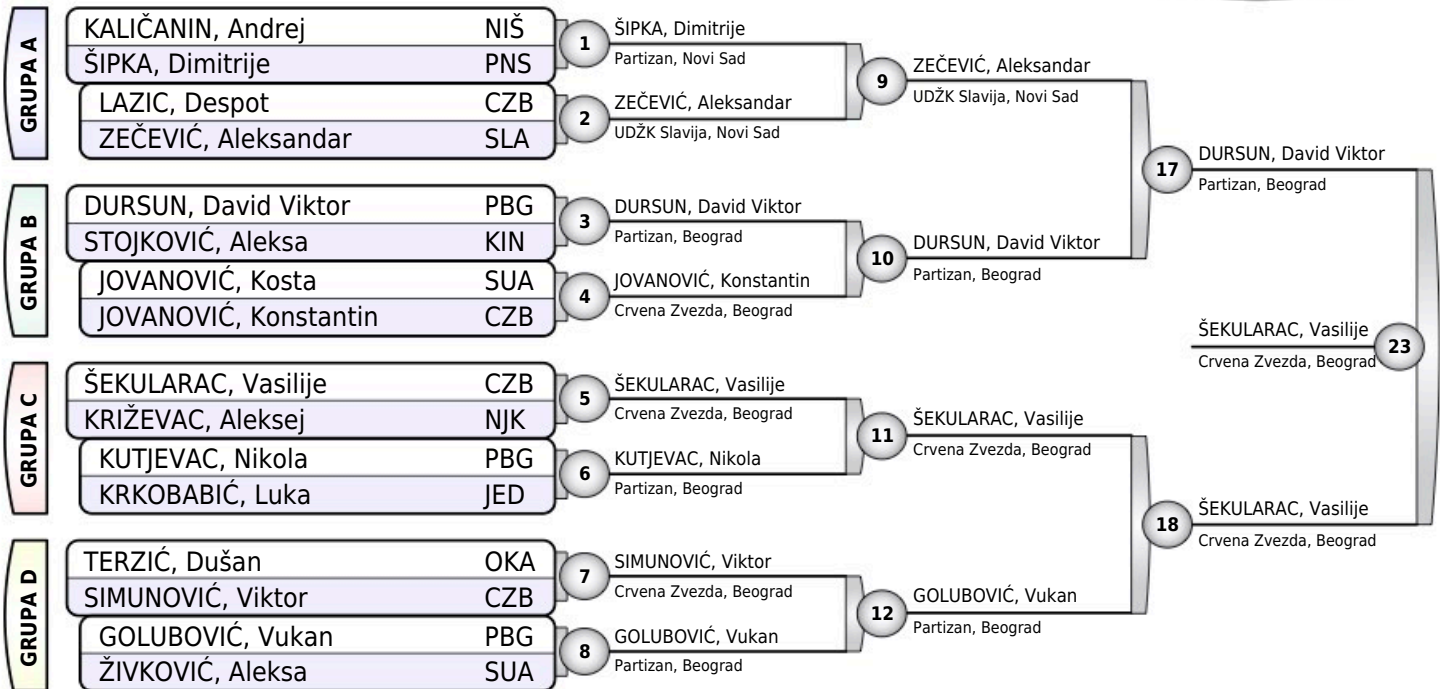 GRUPA A
KALIČANIN, Andrej NIŠ
ŠIPKA, Dimitrije PNS
LAZIC, Despot CZB
ZEČEVIĆ, Aleksandar SLA
1
ŠIPKA, Dimitrije
Partizan, Novi Sad
2
ZEČEVIĆ, Aleksandar
UDŽK Slavija, Novi Sad
9
ZEČEVIĆ, Aleksandar
UDŽK Slavija, Novi Sad
GRUPA B
DURSUN, David Viktor PBG
STOJKOVIĆ, Aleksa KIN
JOVANOVIĆ, Kosta SUA
JOVANOVIĆ, Konstantin CZB
3
DURSUN, David Viktor
Partizan, Beograd
4
JOVANOVIĆ, Konstantin
Crvena Zvezda, Beograd
10
DURSUN, David Viktor
Partizan, Beograd
17
DURSUN, David Viktor
Partizan, Beograd
GRUPA C
ŠEKULARAC, Vasilije CZB
KRIŽEVAC, Aleksej NJK
KUTJEVAC, Nikola PBG
KRKOBABIĆ, Luka JED
5
ŠEKULARAC, Vasilije
Crvena Zvezda, Beograd
6
KUTJEVAC, Nikola
Partizan, Beograd
11
ŠEKULARAC, Vasilije
Crvena Zvezda, Beograd
GRUPA D
TERZIĆ, Dušan OKA
SIMUNOVIĆ, Viktor CZB
GOLUBOVIĆ, Vukan PBG
ŽIVKOVIĆ, Aleksa SUA
7
SIMUNOVIĆ, Viktor
Crvena Zvezda, Beograd
8
GOLUBOVIĆ, Vukan
Partizan, Beograd
12
GOLUBOVIĆ, Vukan
Partizan, Beograd
18
ŠEKULARAC, Vasilije
Crvena Zvezda, Beograd
ŠEKULARAC, Vasilije
Crvena Zvezda, Beograd
23